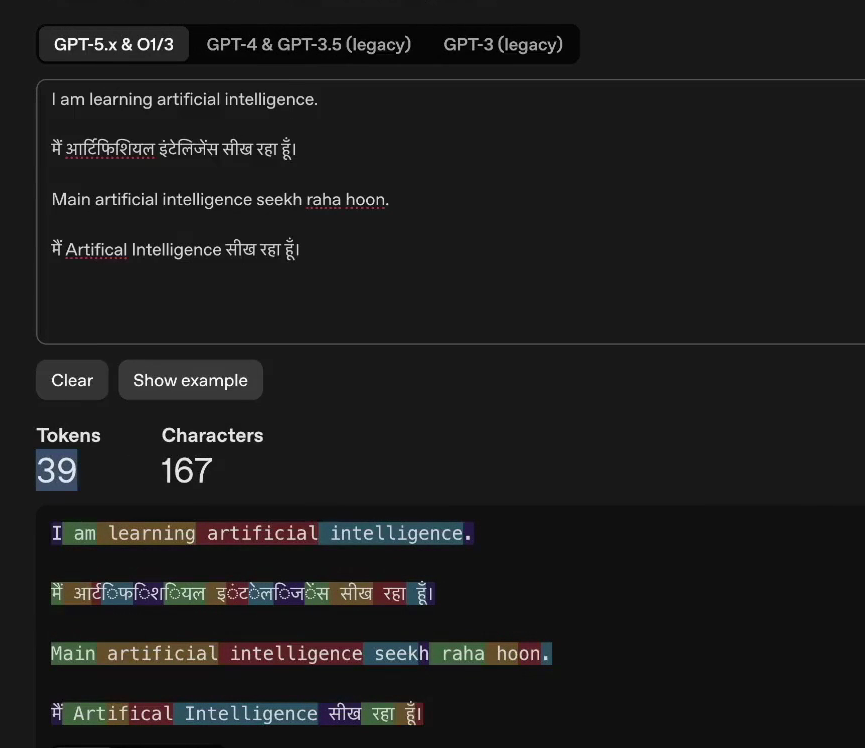 GPT-5.x & O1/3 GPT-4 & GPT-3.5 (legacy) GPT-3 (legacy)
I am learning artificial intelligence.
मैं आर्टिफिशियल इंटेलिजेंस सीख रहा हूँ।
Main artificial intelligence seekh raha hoon.
मैं Artifical Intelligence सीख रहा हूँ।
Clear Show example
Tokens Characters
39 167
I am learning artificial intelligence.
मैं आर्टिफिशियल इंटेलिजेंस सीख रहा हूँ।
Main artificial intelligence seekh raha hoon.
मैं Artifical Intelligence सीख रहा हूँ।